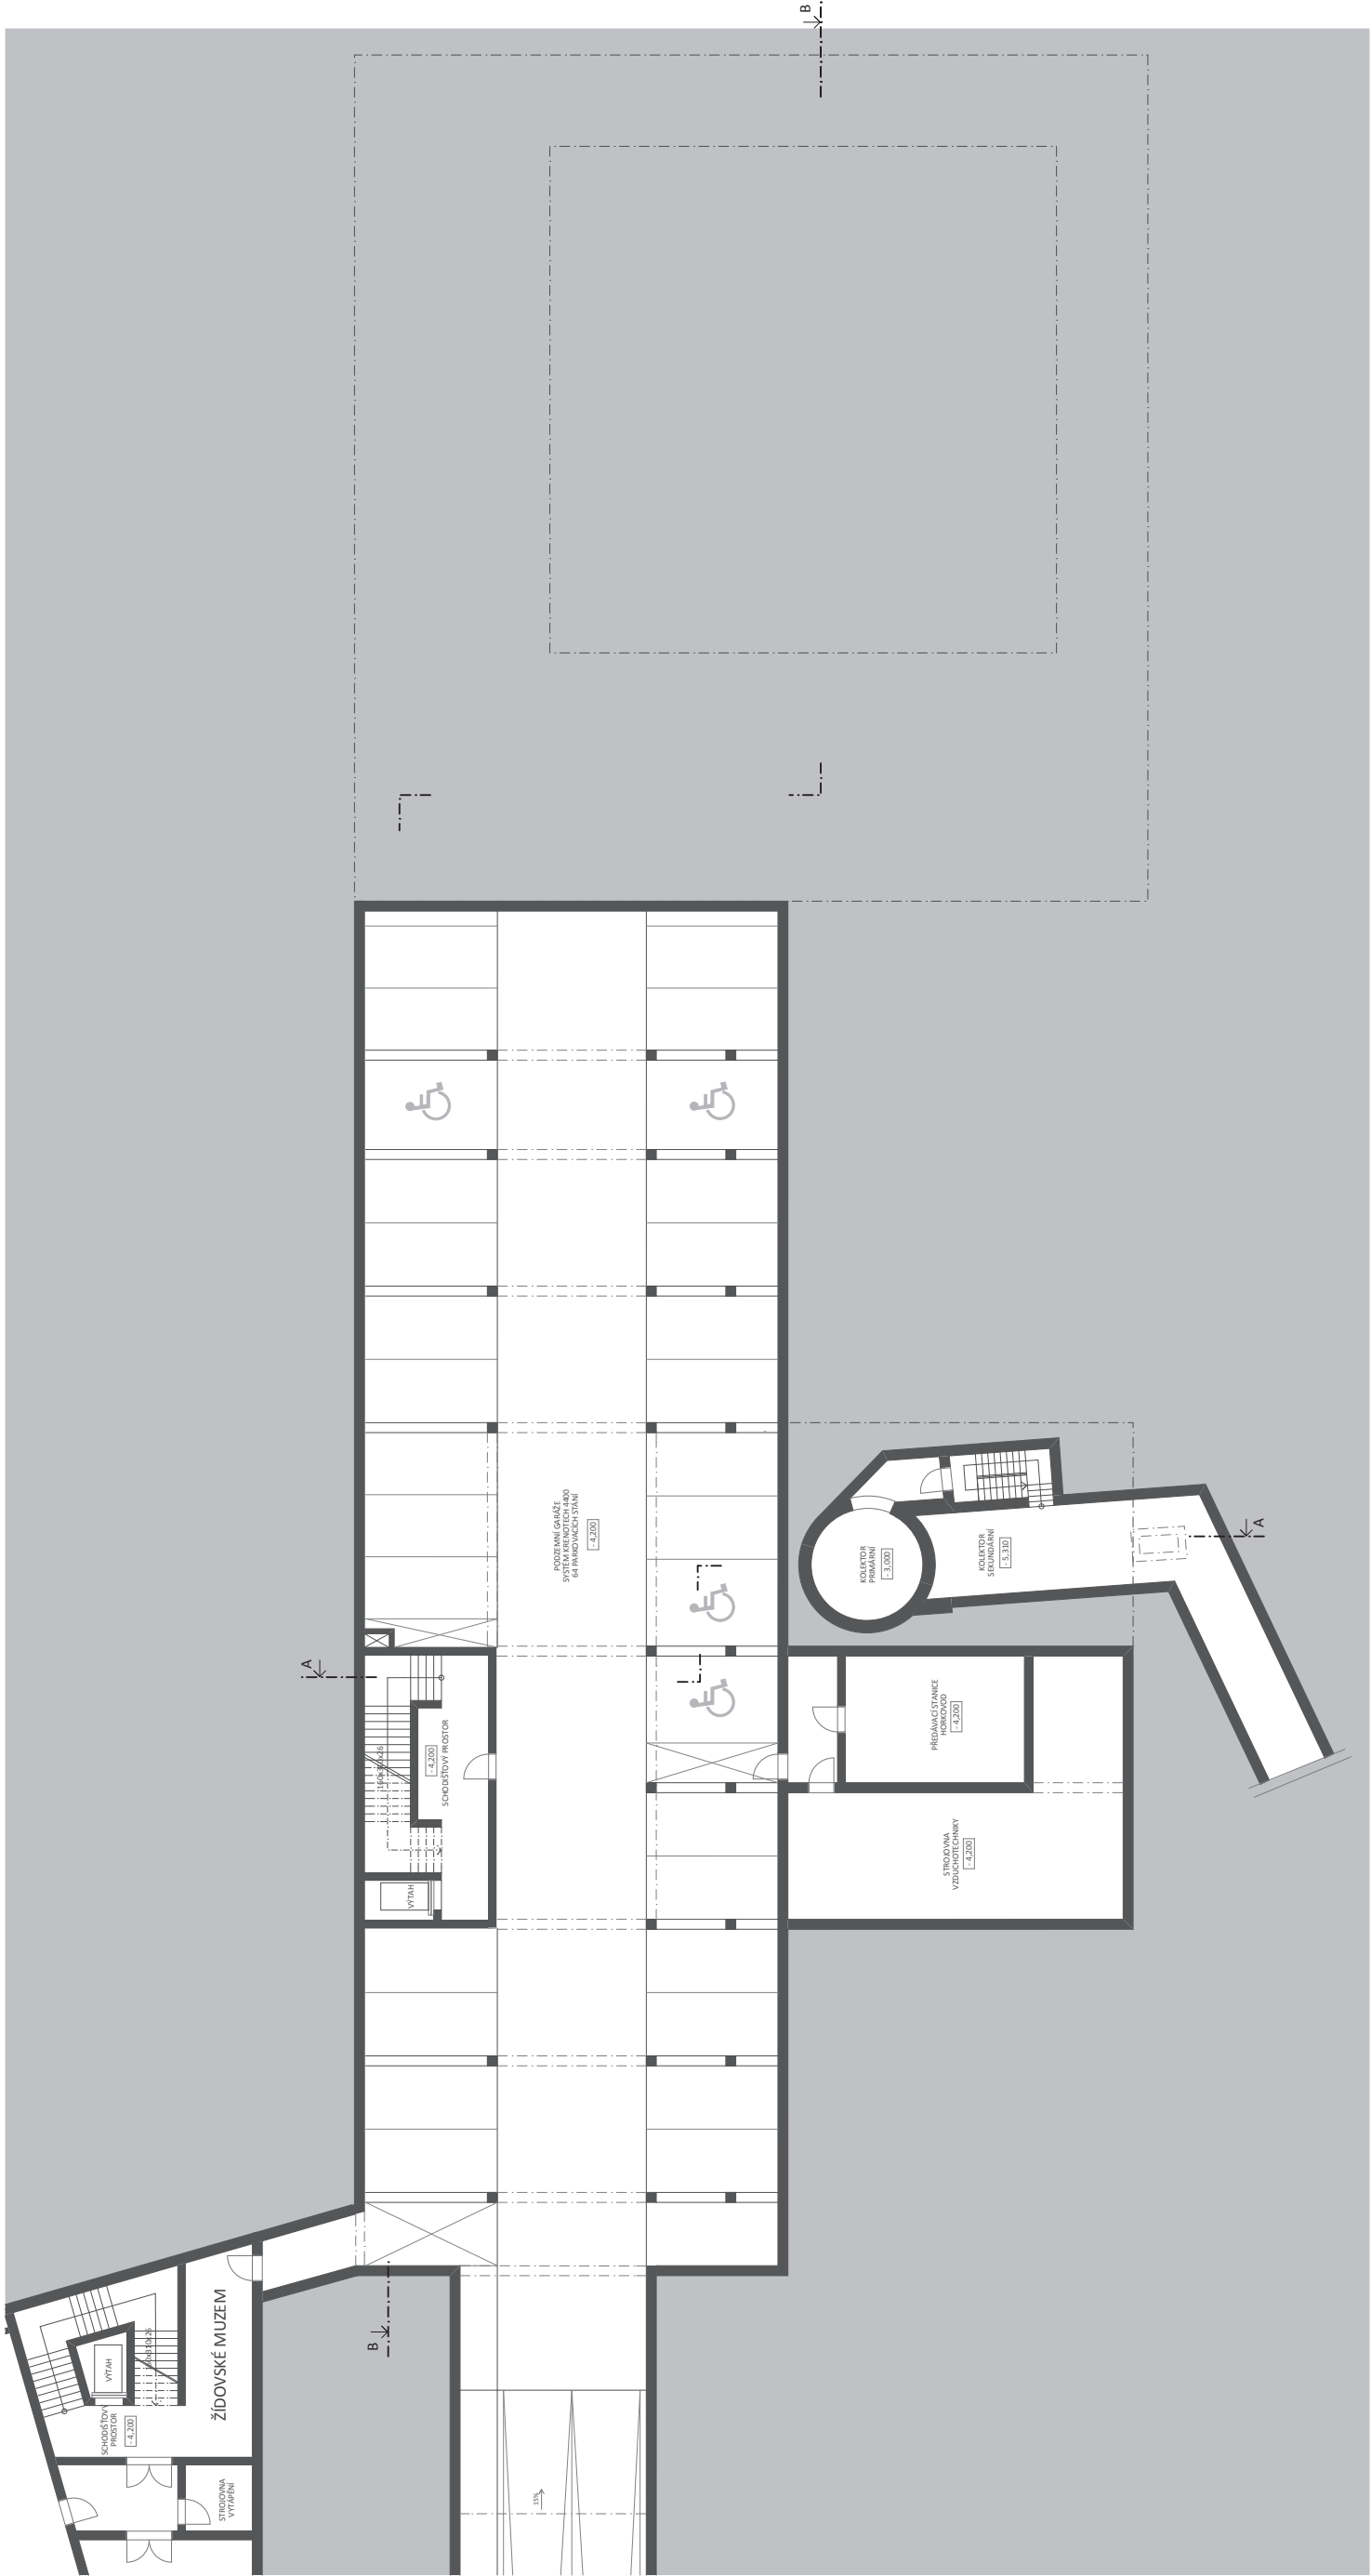 B
PODZEMNÍ GARÁŽE
SYSTÉM KRENOTECH 4400
64 PARKOVACÍCH STÁNÍ
- 4,200
KOLEKTOR
PRIMÁRNÍ
- 3,000
KOLEKTOR
SEKUNDÁRNÍ
- 5,310
A
A
- 4,200
SCHODIŠŤOVÝ PROSTOR
VÝTAH
PŘEDÁVACÍ STANICE
HORKOVOD
- 4,200
STROJOVNA
VZDUCHOTECHNIKY
- 4,200
B
ŽIDOVSKÉ MUZEM
160x310x26
VÝTAH
SCHODIŠŤOVÝ
PROSTOR
- 4,200
STROJOVNA
VYTÁPĚNÍ
15%